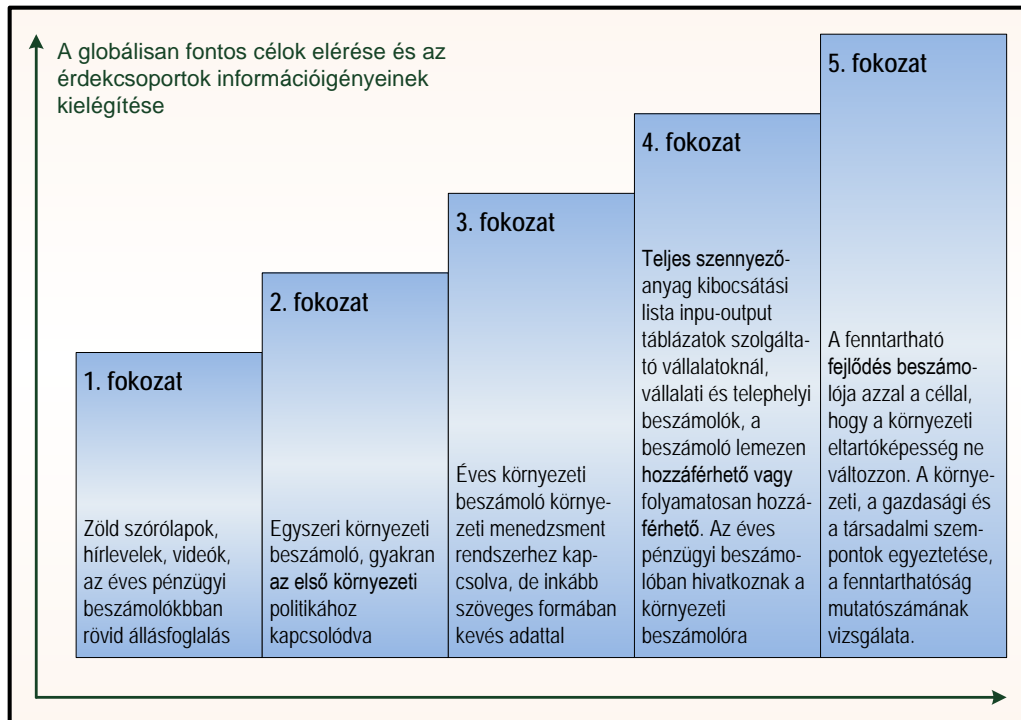 A globálisan fontos célok elérése és az
érdekcsoportok információigényeinek
kielégítése
1. fokozat
Zöld szórólapok,
hírlevelek, videók,
az éves pénzügyi
beszámolókbban
rövid állásfoglalás
2. fokozat
Egyszeri környezeti
beszámoló, gyakran
az első környezeti
politikához
kapcsolódva
3. fokozat
Éves környezeti
beszámoló környe-
zeti menedzsment
rendszerhez kap-
csolva, de inkább
szöveges formában
kevés adattal
4. fokozat
Teljes szennyező-
anyag kibocsátási
lista inpu-output
táblázatok szolgálta-
tó vállalatoknál,
vállalati és telephelyi
beszámolók, a
beszámoló lemezen
hozzáférhető vagy
folyamatosan hozzá-
férhető. Az éves
pénzügyi beszámo-
lóban hivatkoznak a
környezeti
beszámolóra
5. fokozat
A fenntartható
fejlődés beszámo-
lója azzal a céllal,
hogy a környezeti
eltartóképesség ne
változzon. A környe-
zeti, a gazdasági és
a társadalmi szem-
pontok egyeztetése,
a fenntarthatóság
mutatószámának
vizsgálata.